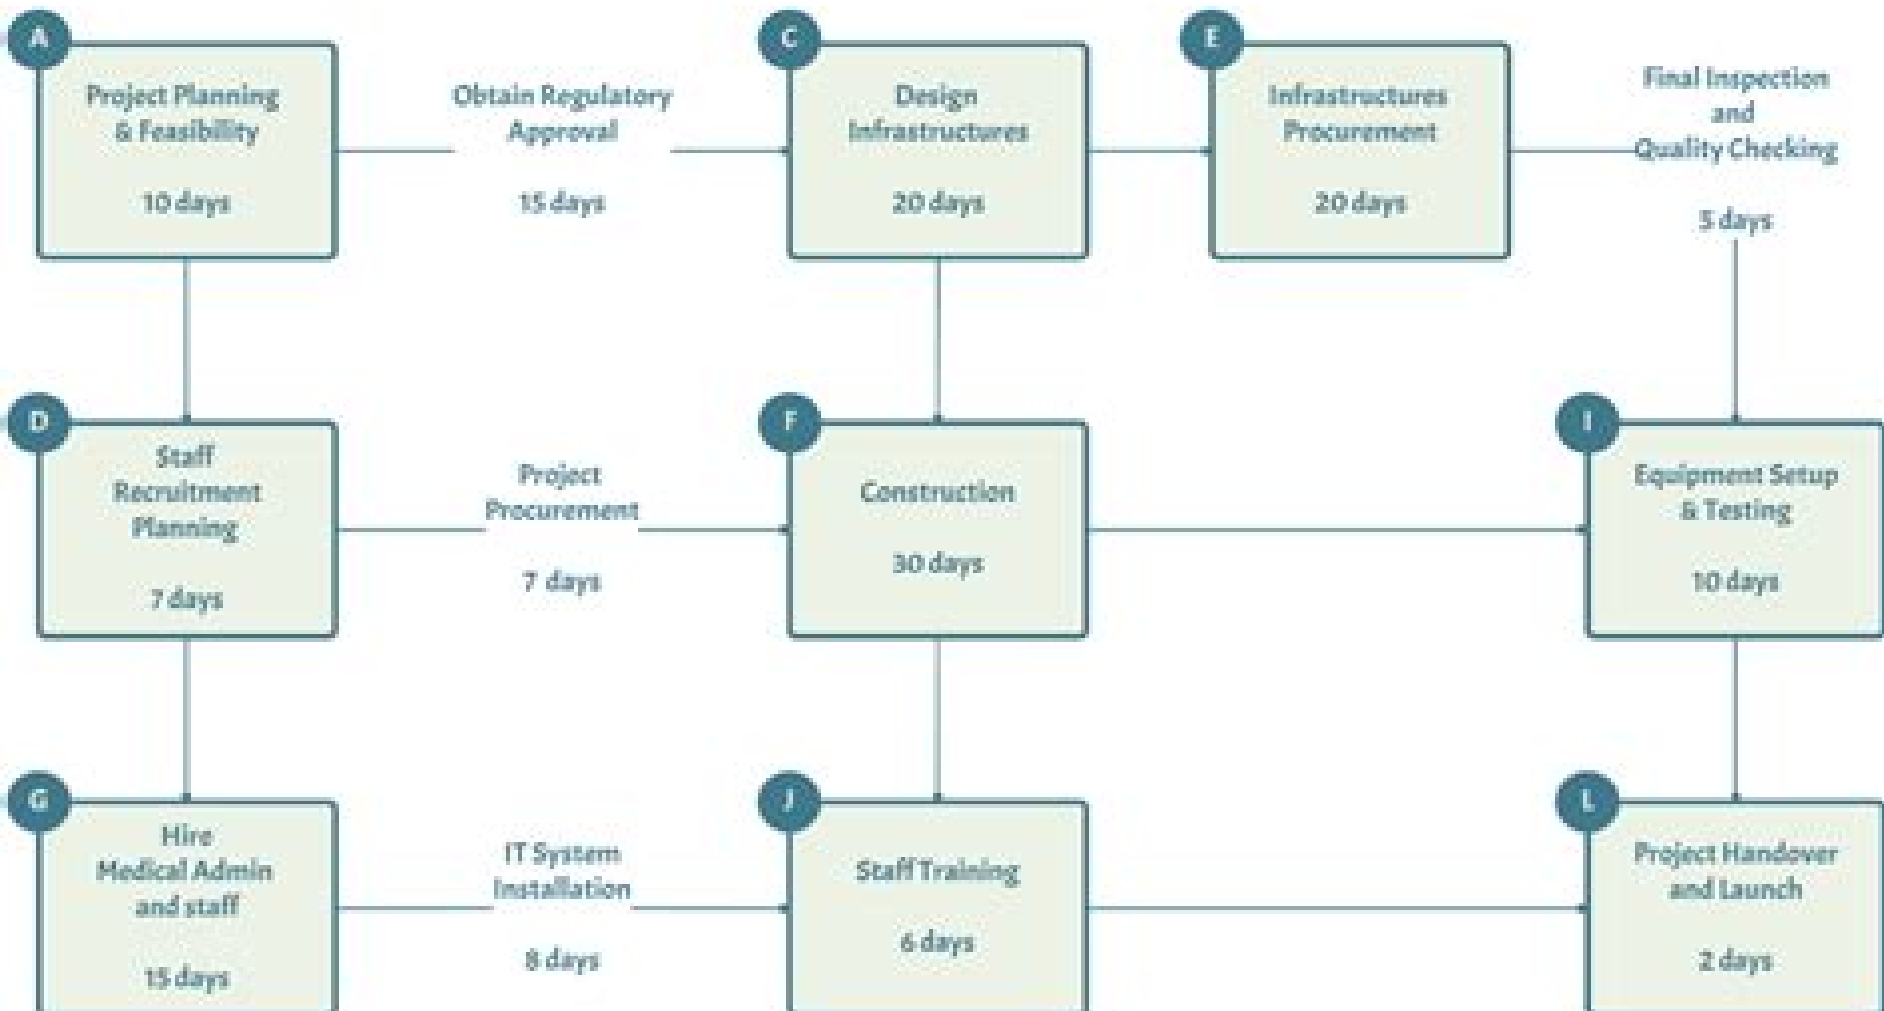 A
Project Planning
& Feasibility
10 days
Obtain Regulatory
Approval
15 days
C
Design
Infrastructures
20 days
E
Infrastructures
Procurement
20 days
Final Inspection
and
Quality Checking
5 days
D
Staff
Recruitment
Planning
7 days
Project
Procurement
7 days
F
Construction
30 days
I
Equipment Setup
& Testing
10 days
G
Hire
Medical Admin
and staff
15 days
IT System
Installation
8 days
J
Staff Training
6 days
L
Project Handover
and Launch
2 days